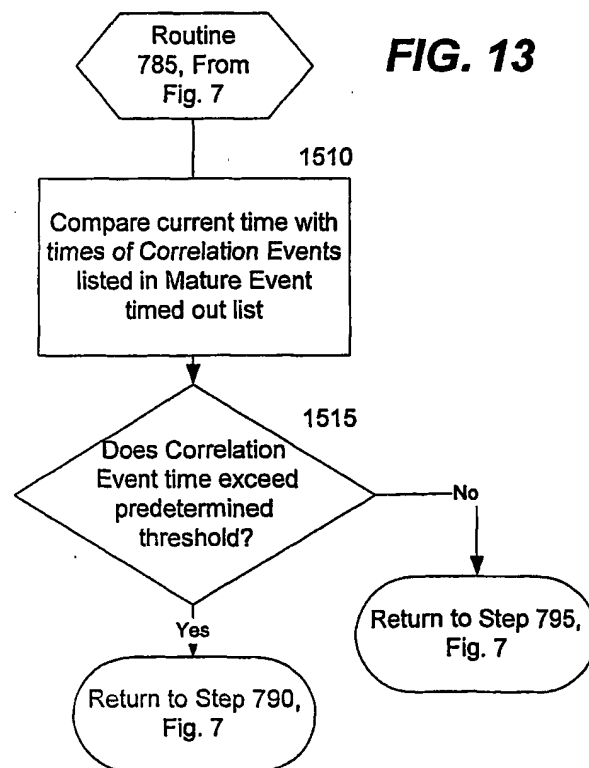 Routine
785, From
Fig. 7
FIG. 13
1510
Compare current time with
times of Correlation Events
listed in Mature Event
timed out list
1515
Does Correlation
Event time exceed
predetermined
threshold?
No
Return to Step 795,
Fig. 7
Yes
Return to Step 790,
Fig. 7